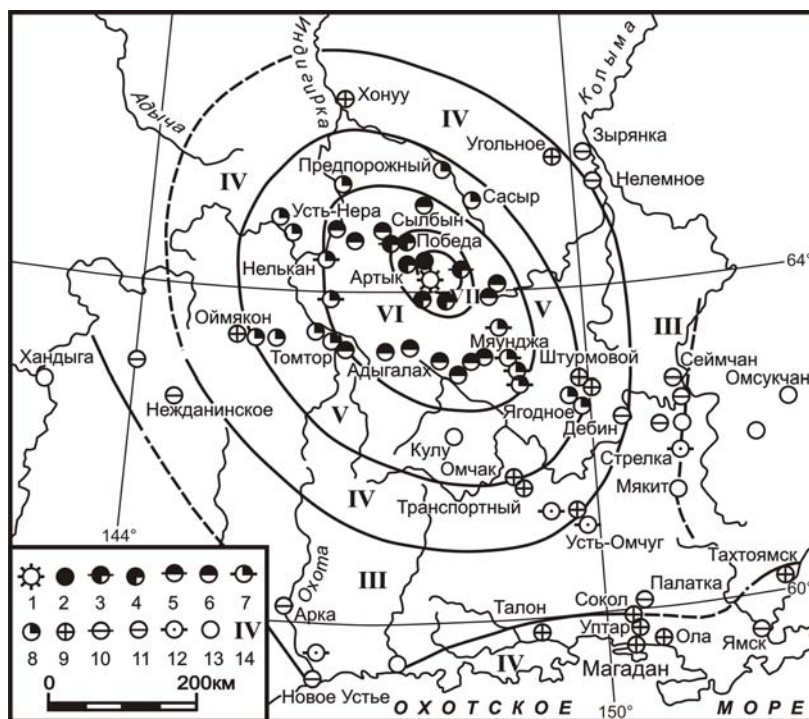 Индигирка
Колыма
Адыча
Хонуу
IV
Угольное
Зырянка
Нелемное
Предпорожный
IV
Сасыр
Усть-Нера
Сылбын
Победа
64°
Нелькан
Артык
VII
VI
V
III
Оймякон
Мяунджа
Хандыга
Томтор
Адыгалах
Штурмовой
Сеймчан
Омсукчан
Нежданинское
V
Ягодное
Дебин
Кулу
Омчак
Стрелка
IV
Мякит
144°
Транспортный
Усть-Омчуг
Тахтоямск
III
Охота
Палатка
60°
Арка
Талон
Сокол
Уптар
Ола
Ямск
IV
Магадан
Новое Устье
ОХОТСКОЕ МОРЕ
150°
1 2 3 4 5 6 7
IV
8 9 10 11 12 13 14
0 200км